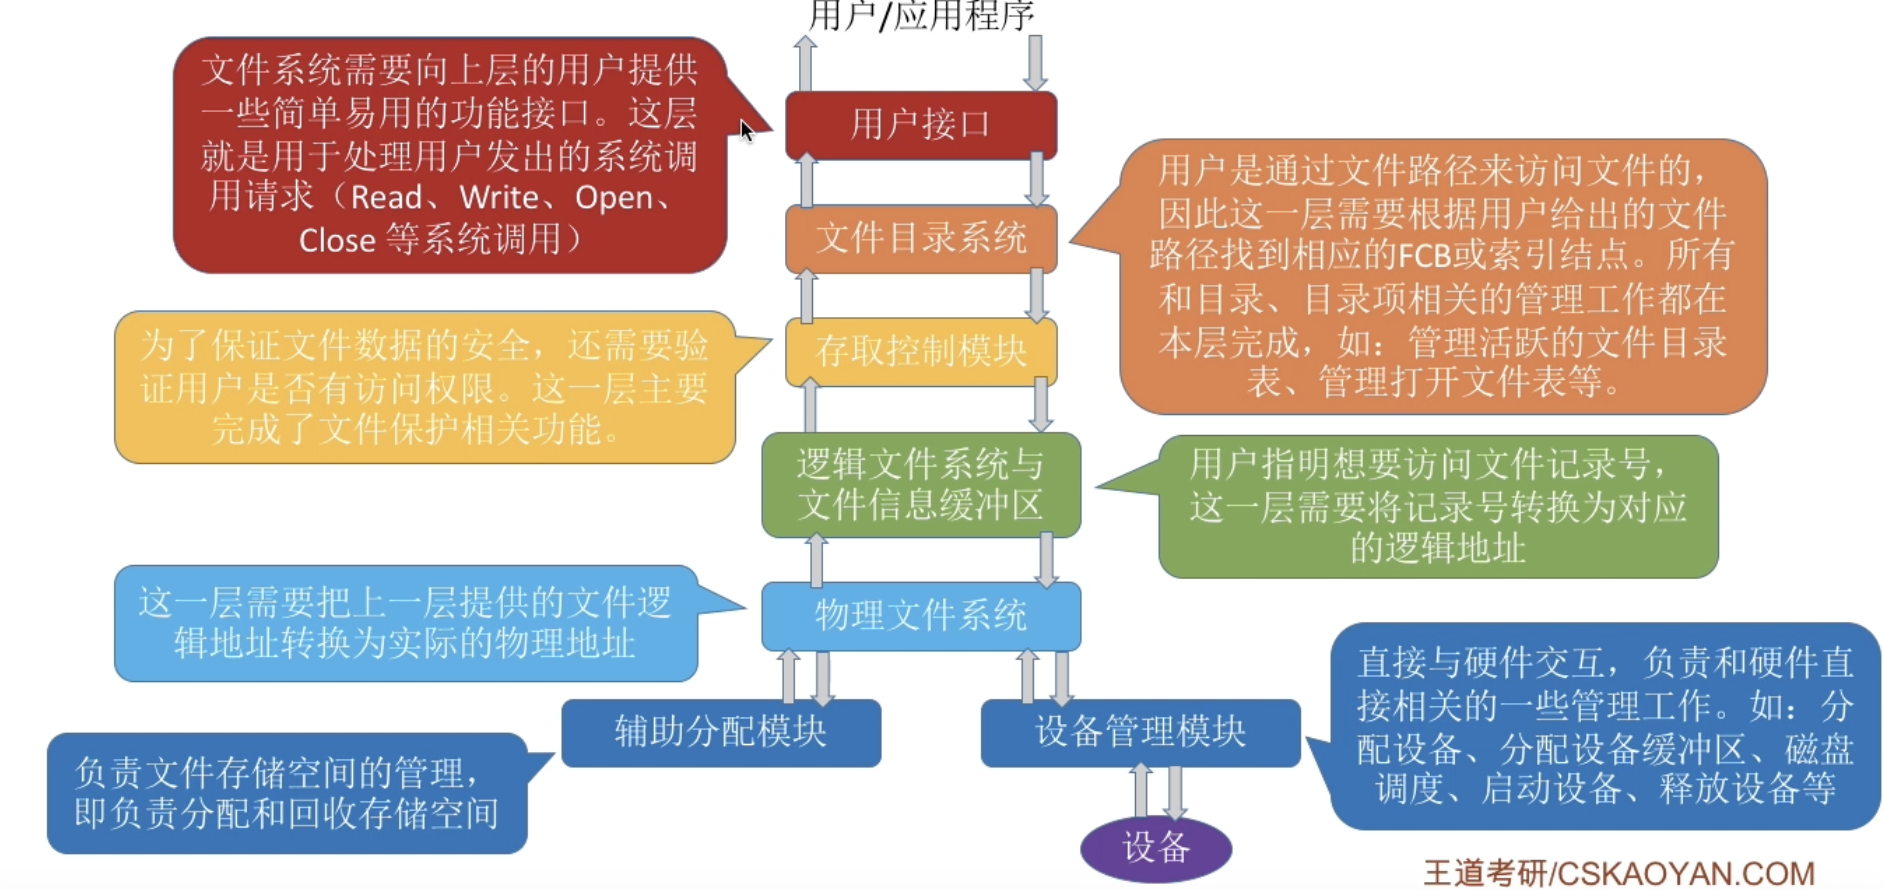 用户/应用程序
文件系统需要向上层的用户提供
一些简单易用的功能接口。这层
就是用于处理用户发出的系统调
用请求（Read、Write、Open、
Close 等系统调用）
用户接口
用户是通过文件路径来访问文件的，
因此这一层需要根据用户给出的文件
路径找到相应的FCB或索引结点。所有
和目录、目录项相关的管理工作都在
本层完成，如：管理活跃的文件目录
表、管理打开文件表等。
文件目录系统
为了保证文件数据的安全，还需要验
证用户是否有访问权限。这一层主要
完成了文件保护相关功能。
存取控制模块
逻辑文件系统与
文件信息缓冲区
用户指明想要访问文件记录号，
这一层需要将记录号转换为对应
的逻辑地址
这一层需要把上一层提供的文件逻
辑地址转换为实际的物理地址
物理文件系统
辅助分配模块
设备管理模块
直接与硬件交互，负责和硬件直
接相关的一些管理工作。如：分
配设备、分配设备缓冲区、磁盘
调度、启动设备、释放设备等
负责文件存储空间的管理，
即负责分配和回收存储空间
设备
王道考研/CSKAOYAN.COM